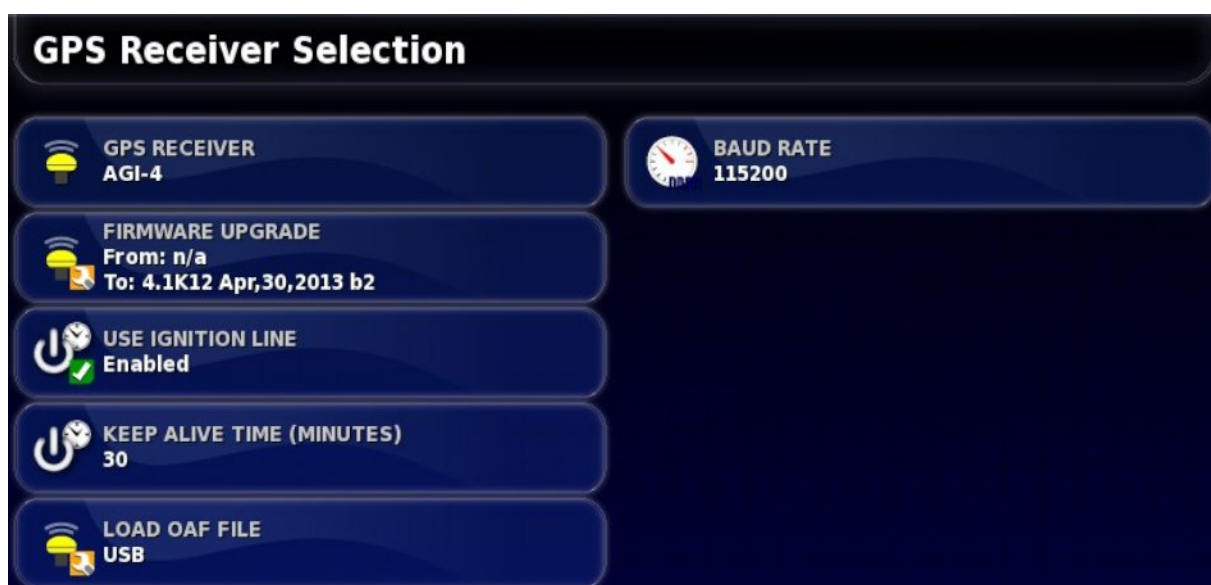 GPS Receiver Selection
GPS RECEIVER
AGI-4
BAUD RATE
115200
FIRMWARE UPGRADE
From: n/a
To: 4.1K12 Apr,30,2013 b2
USE IGNITION LINE
Enabled
KEEP ALIVE TIME (MINUTES)
30
LOAD OAF FILE
USB